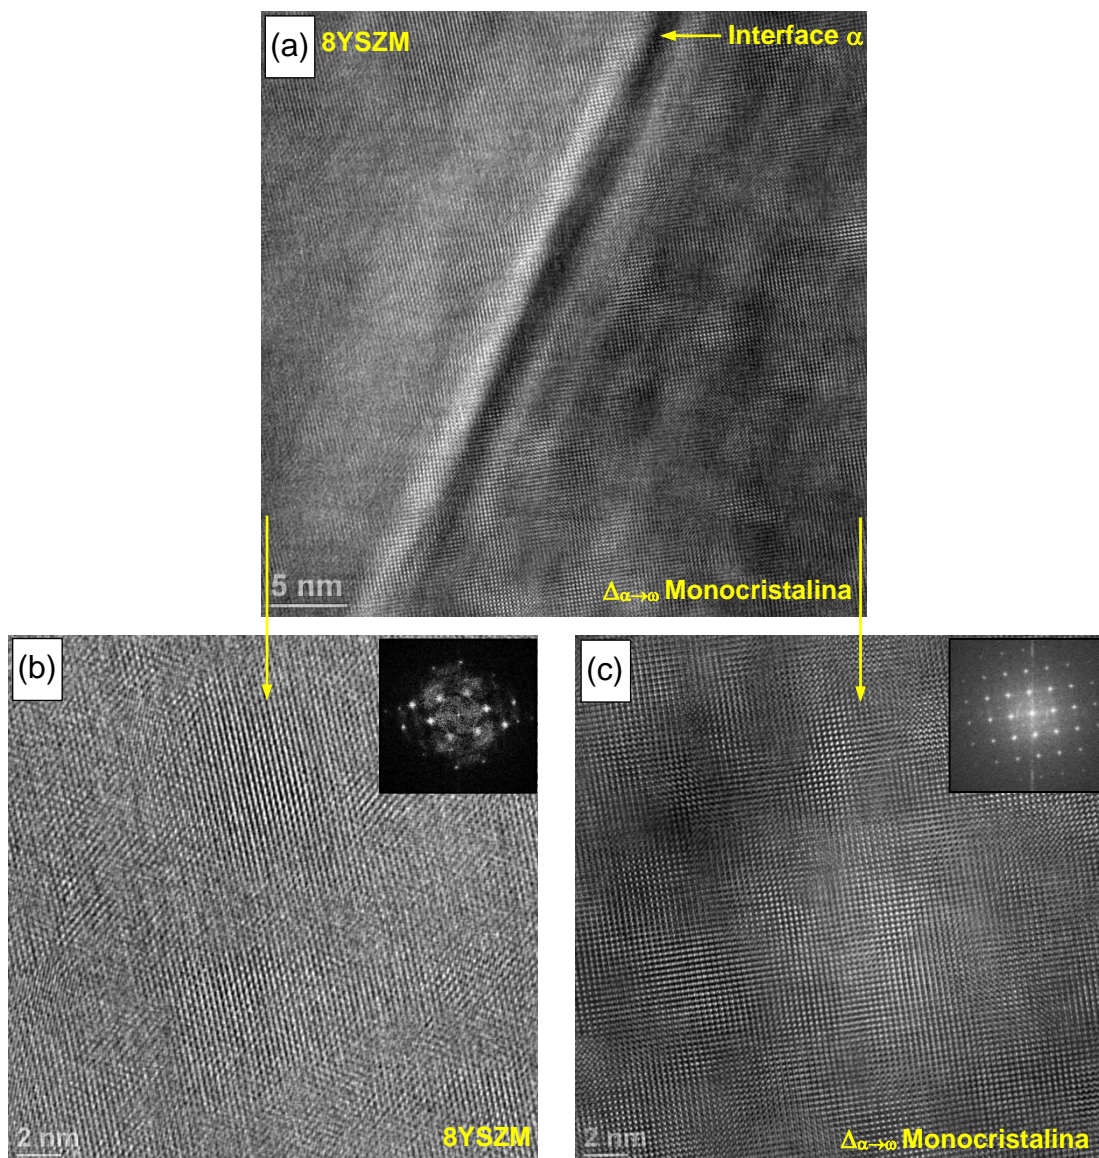 (a) 8YSZM
Interface α
5 nm
Δα→ω Monocristalina
(b)
2 nm
8YSZM
(c)
2 nm
Δα→ω Monocristalina